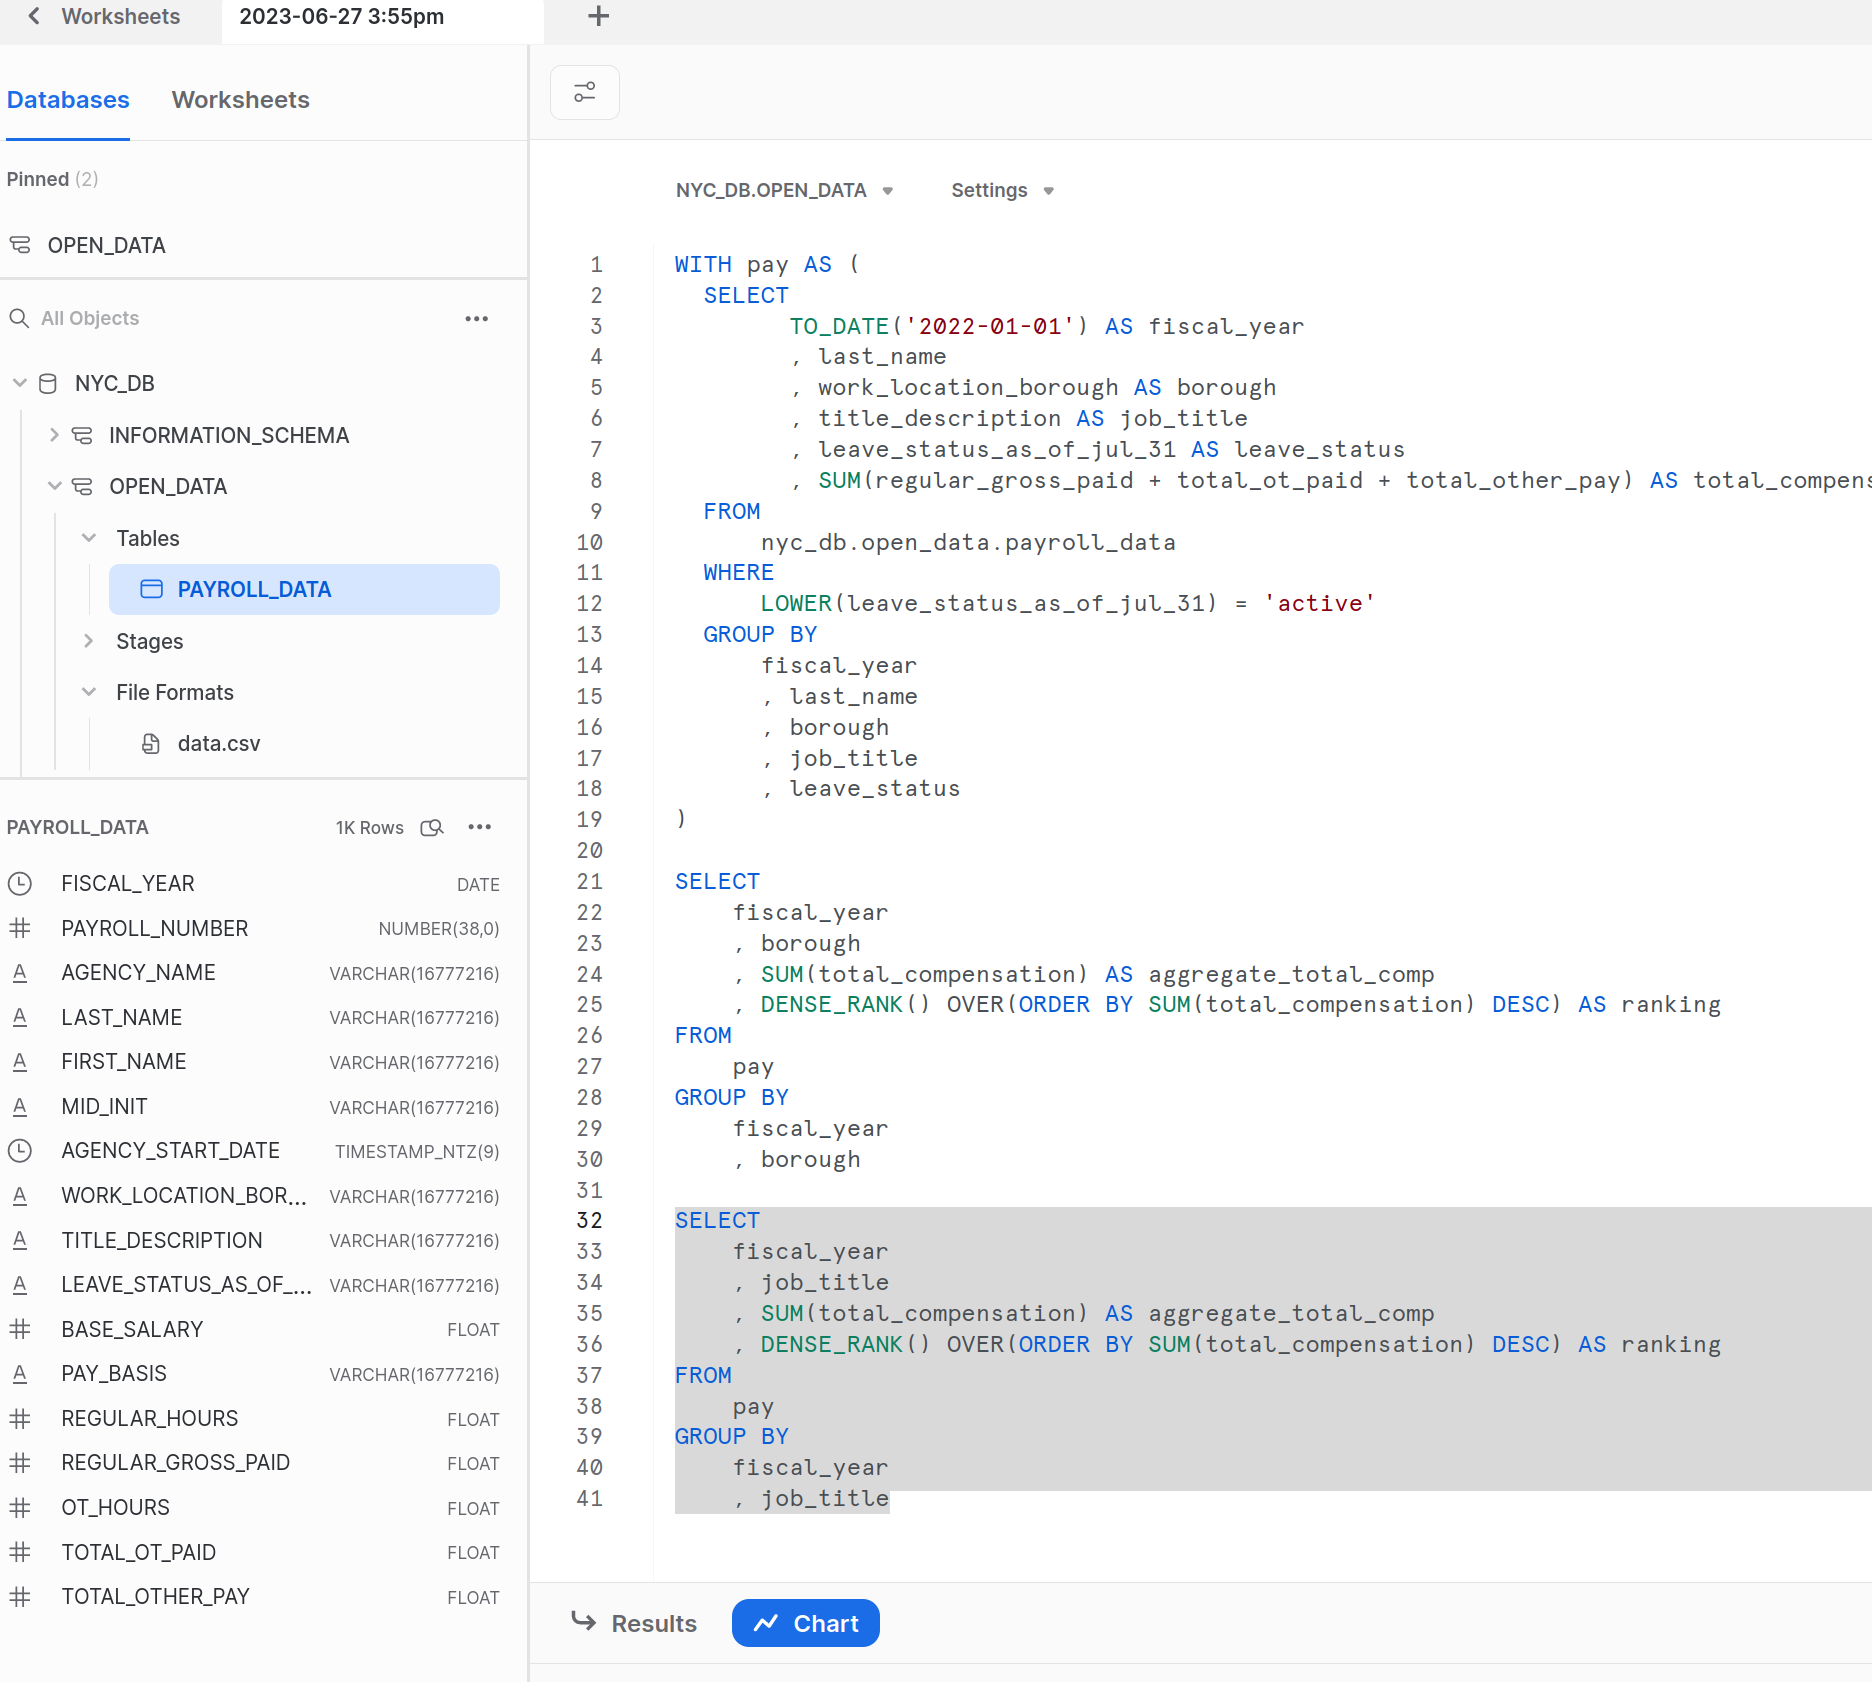 Worksheets
2023-06-27 3:55pm
Databases Worksheets
Pinned (2)
OPEN_DATA
All Objects
NYC_DB
INFORMATION_SCHEMA
OPEN_DATA
Tables
PAYROLL_DATA
Stages
File Formats
data.csv
PAYROLL_DATA 1K Rows
FISCAL_YEAR DATE
PAYROLL_NUMBER NUMBER(38,0)
AGENCY_NAME VARCHAR(16777216)
LAST_NAME VARCHAR(16777216)
FIRST_NAME VARCHAR(16777216)
MID_INIT VARCHAR(16777216)
AGENCY_START_DATE TIMESTAMP_NTZ(9)
WORK_LOCATION_BOR... VARCHAR(16777216)
TITLE_DESCRIPTION VARCHAR(16777216)
LEAVE_STATUS_AS_OF_... VARCHAR(16777216)
BASE_SALARY FLOAT
PAY_BASIS VARCHAR(16777216)
REGULAR_HOURS FLOAT
REGULAR_GROSS_PAID FLOAT
OT_HOURS FLOAT
TOTAL_OT_PAID FLOAT
TOTAL_OTHER_PAY FLOAT
NYC_DB.OPEN_DATA Settings
1 WITH pay AS (
2 SELECT
3 TO_DATE('2022-01-01') AS fiscal_year
4 , last_name
5 , work_location_borough AS borough
6 , title_description AS job_title
7 , leave_status_as_of_jul_31 AS leave_status
8 , SUM(regular_gross_paid + total_ot_paid + total_other_pay) AS total_compens
9 FROM
10 nyc_db.open_data.payroll_data
11 WHERE
12 LOWER(leave_status_as_of_jul_31) = 'active'
13 GROUP BY
14 fiscal_year
15 , last_name
16 , borough
17 , job_title
18 , leave_status
19 )
20
21 SELECT
22 fiscal_year
23 , borough
24 , SUM(total_compensation) AS aggregate_total_comp
25 , DENSE_RANK() OVER(ORDER BY SUM(total_compensation) DESC) AS ranking
26 FROM
27 pay
28 GROUP BY
29 fiscal_year
30 , borough
31
32 SELECT
33 fiscal_year
34 , job_title
35 , SUM(total_compensation) AS aggregate_total_comp
36 , DENSE_RANK() OVER(ORDER BY SUM(total_compensation) DESC) AS ranking
37 FROM
38 pay
39 GROUP BY
40 fiscal_year
41 , job_title
Results Chart